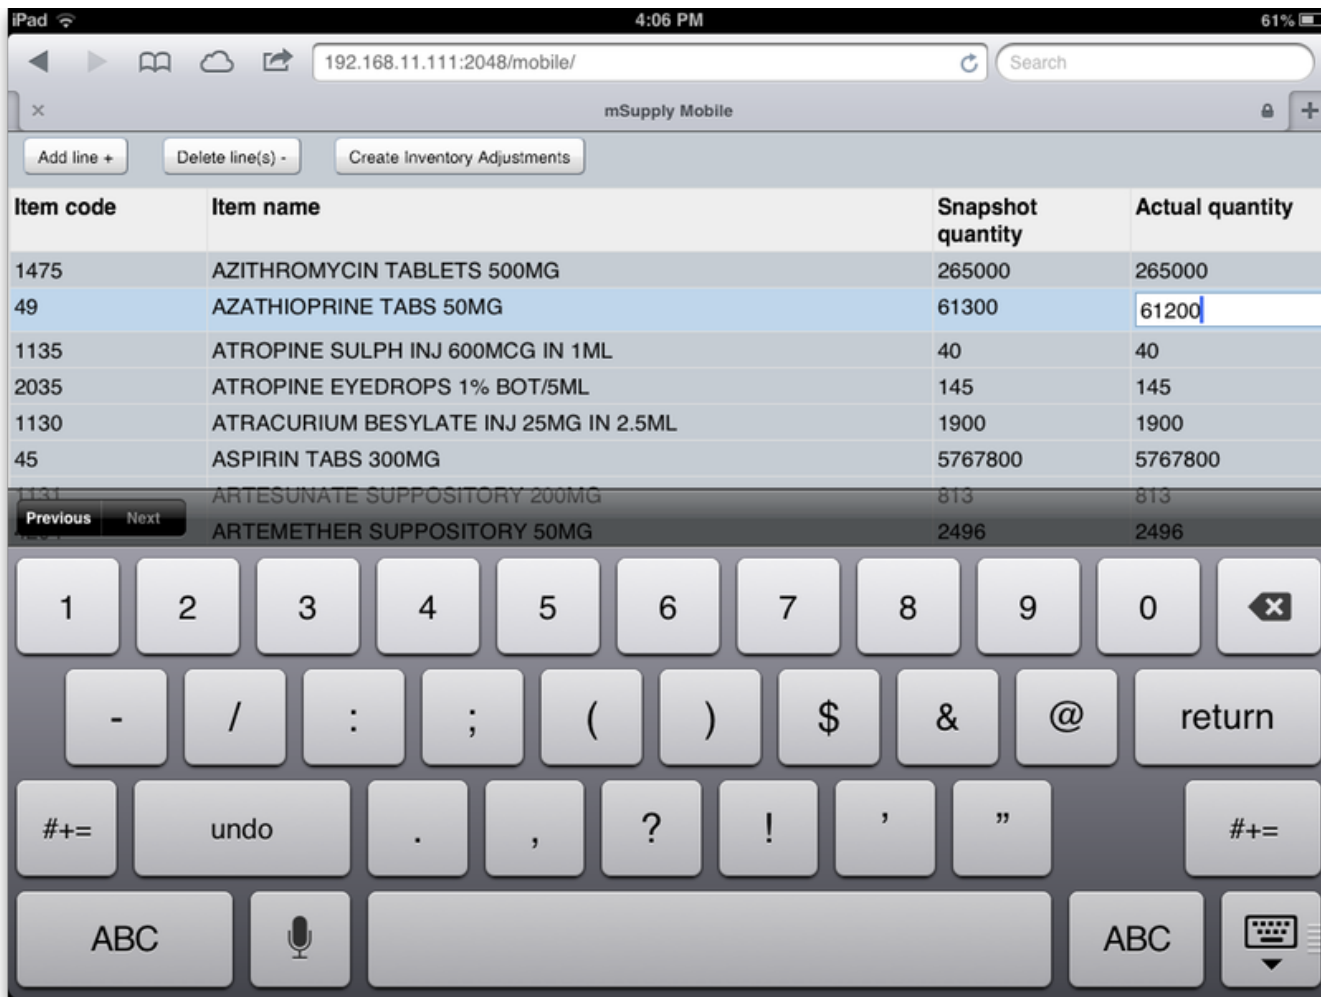 iPad 4:06 PM 61%
192.168.11.111:2048/mobile/ Search
mSupply Mobile
Add line + Delete line(s) - Create Inventory Adjustments
Item code Item name Snapshot quantity Actual quantity
1475 AZITHROMYCIN TABLETS 500MG 265000 265000
49 AZATHIOPRINE TABS 50MG 61300 61200
1135 ATROPINE SULPH INJ 600MCG IN 1ML 40 40
2035 ATROPINE EYEDROPS 1% BOT/5ML 145 145
1130 ATRACURIUM BESYLATE INJ 25MG IN 2.5ML 1900 1900
45 ASPIRIN TABS 300MG 5767800 5767800
1131 ARTESUNATE SUPPOSITORY 200MG 813 813
Previous Next
ARTEMETHER SUPPOSITORY 50MG 2496 2496
1 2 3 4 5 6 7 8 9 0
- / : ; ( ) $ & @ return
#+= undo . , ? ! ’ ” #+=
ABC ABC